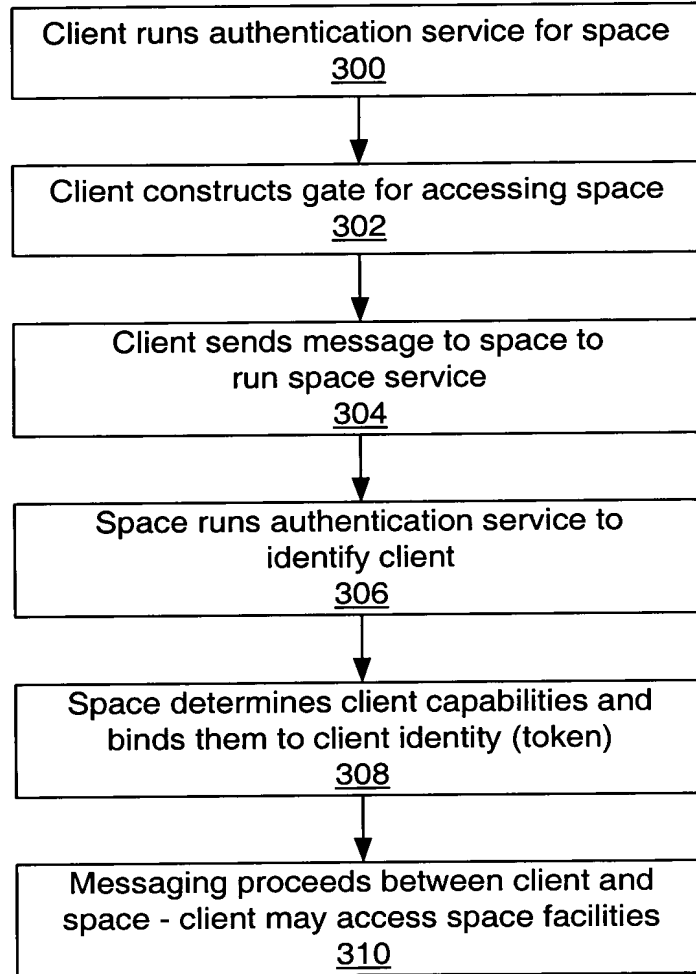 Client runs authentication service for space
300
Client constructs gate for accessing space
302
Client sends message to space to
run space service
304
Space runs authentication service to
identify client
306
Space determines client capabilities and
binds them to client identity (token)
308
Messaging proceeds between client and
space - client may access space facilities
310